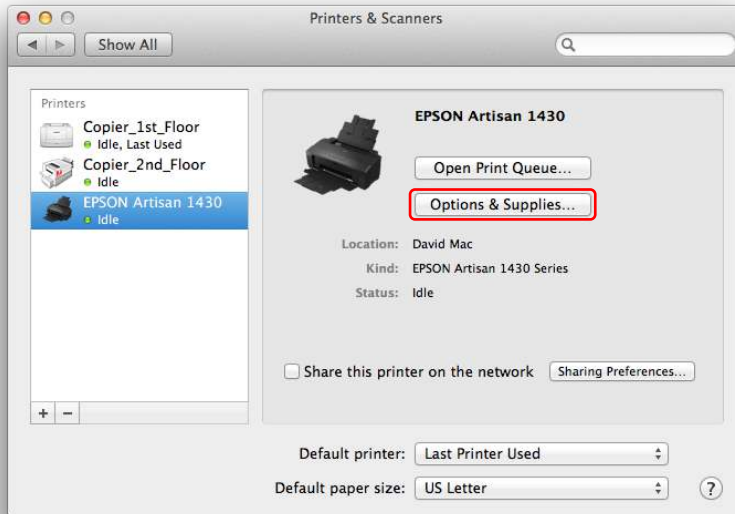 Printers & Scanners
Show All
Printers
Copier_1st_Floor
Idle, Last Used
Copier_2nd_Floor
Idle
EPSON Artisan 1430
Idle
EPSON Artisan 1430
Open Print Queue...
Options & Supplies...
Location: David Mac
Kind: EPSON Artisan 1430 Series
Status: Idle
Share this printer on the network Sharing Preferences...
+ −
Default printer: Last Printer Used
Default paper size: US Letter ?